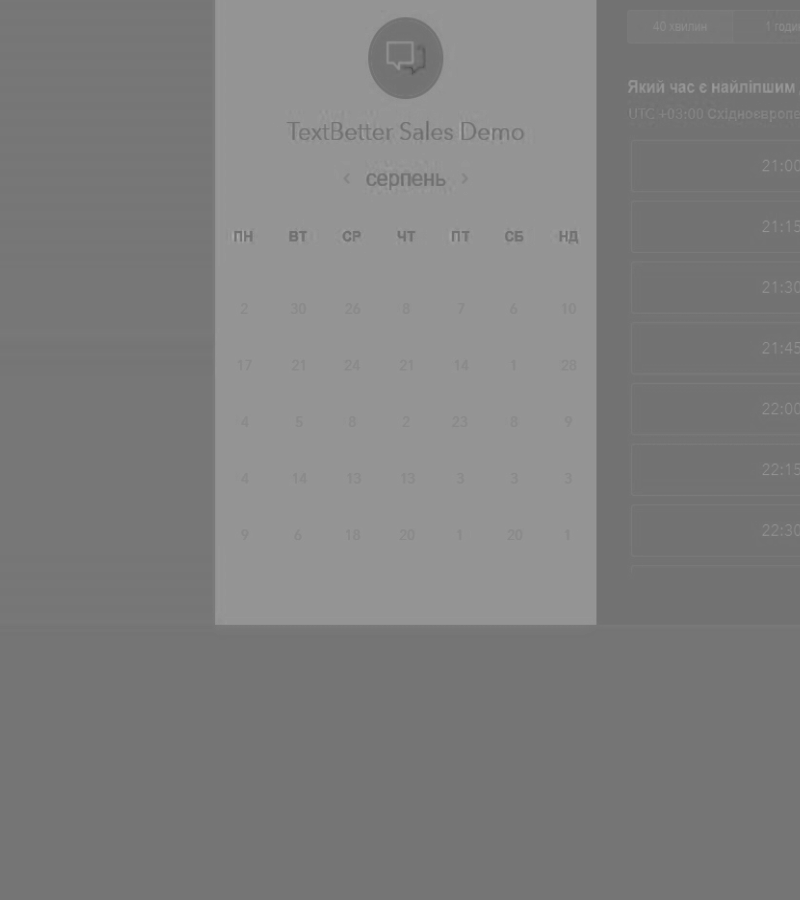 TextBetter Sales Demo
‹ серпень ›
ПН ВТ СР ЧТ ПТ СБ НД
2 30 26 8 7 6 10
17 21 24 21 14 1 28
4 5 8 2 23 8 9
4 14 13 13 3 3 3
9 6 18 20 1 20 1
40 хвилин 1 годин
Який час є найліпшим
UTC +03:00 Східноєвропе
21:00
21:15
21:30
21:45
22:00
22:15
22:30